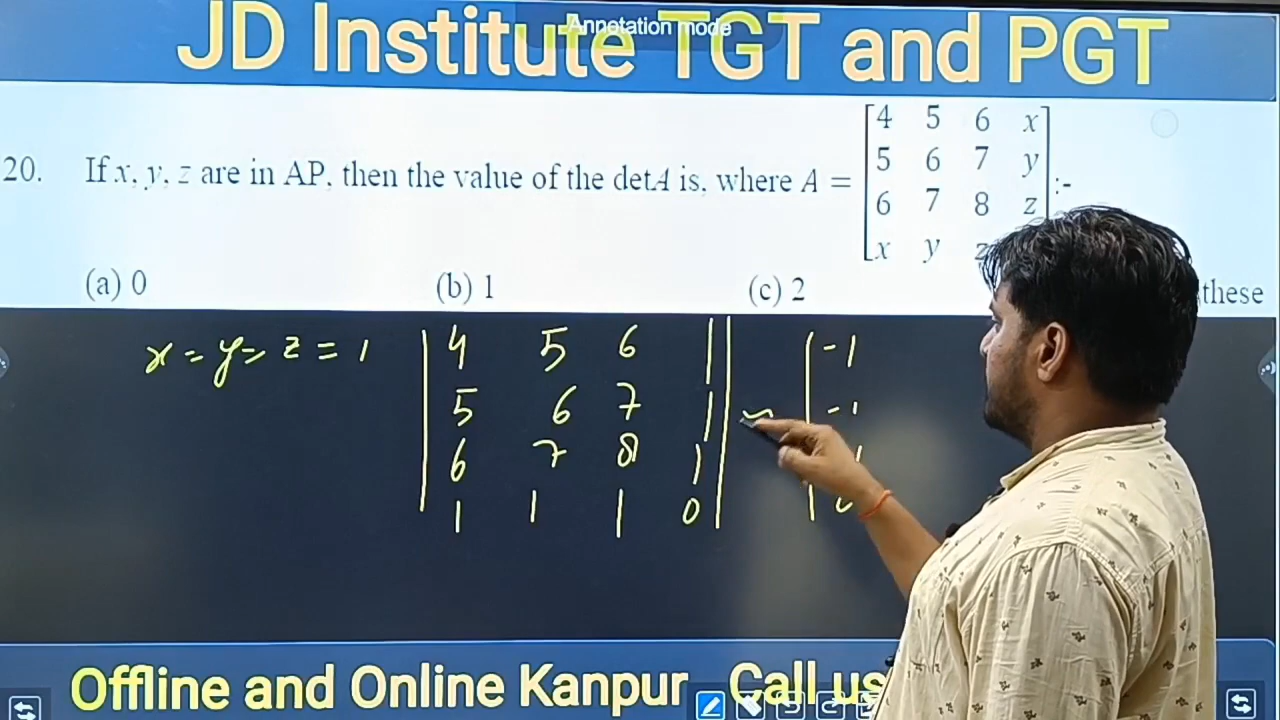 Annotation mode
JD Institute TGT and PGT
20. If x, y, z are in AP, then the value of the detA is, where A = [4 5 6 x
5 6 7 y
6 7 8 z
x y z :-
(a) 0 (b) 1 (c) 2 these
x = y = z = 1
4 5 6 1
5 6 7 1
6 7 8 1
1 1 1 0
~
-1
-1
Offline and Online Kanpur Call us